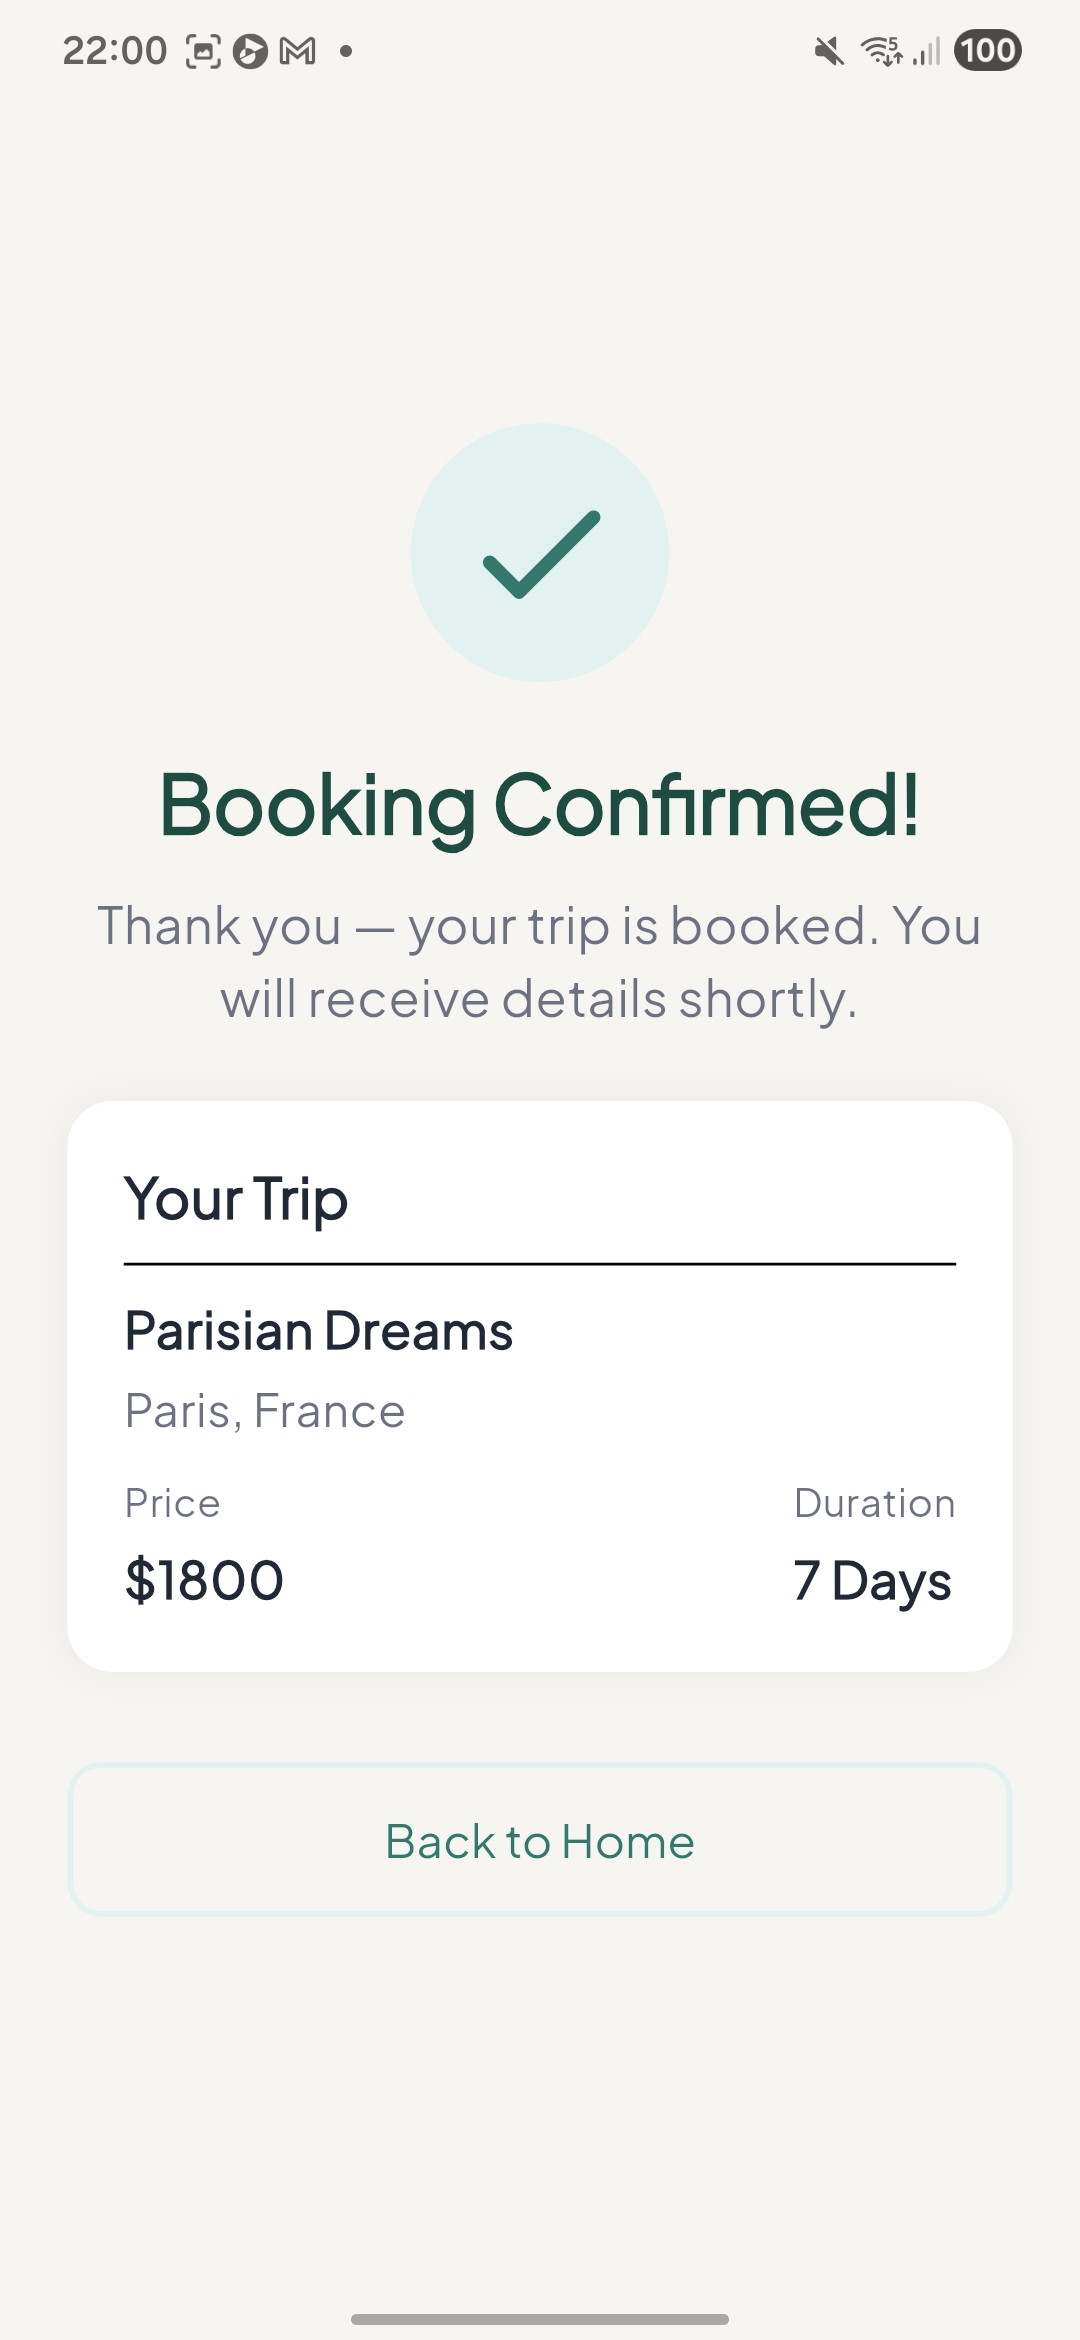 22:00
5
100
Booking Confirmed!
Thank you — your trip is booked. You
will receive details shortly.
Your Trip
Parisian Dreams
Paris, France
Price
Duration
$1800
7 Days
Back to Home